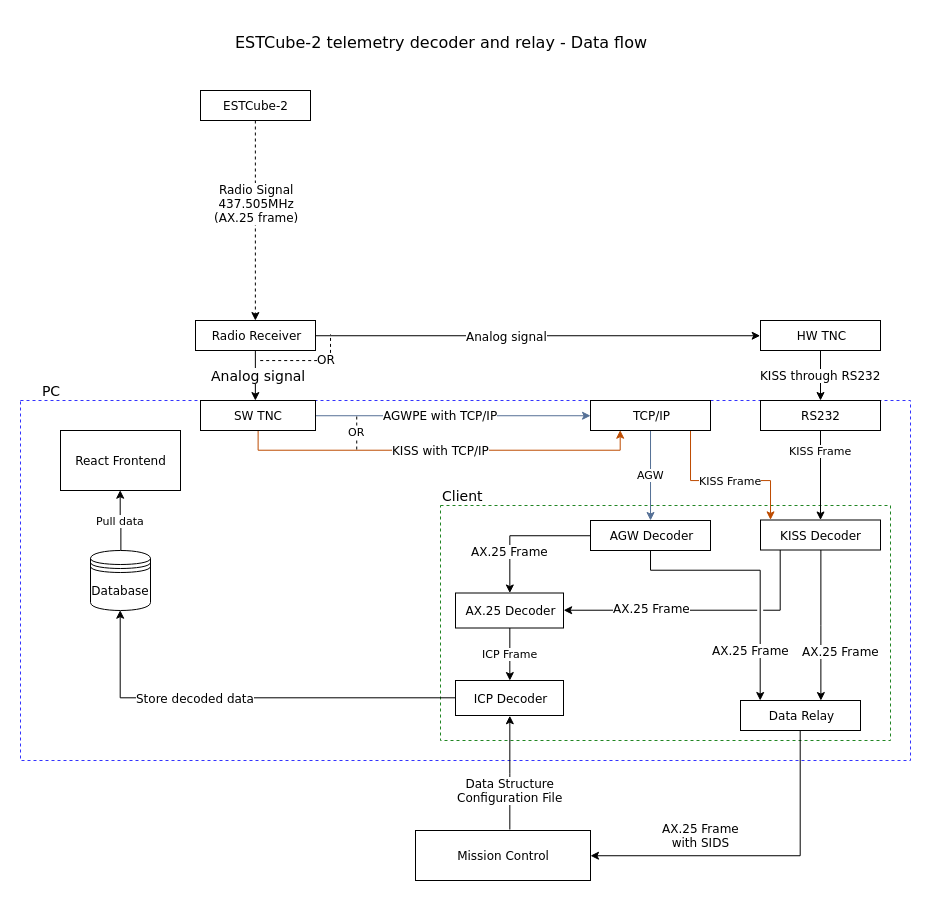 ESTCube-2 telemetry decoder and relay - Data flow
ESTCube-2
Radio Signal
437.505MHz
(AX.25 frame)
Radio Receiver
Analog signal
HW TNC
OR
Analog signal
KISS through RS232
PC
SW TNC
AGWPE with TCP/IP
TCP/IP
RS232
OR
KISS with TCP/IP
KISS Frame
React Frontend
AGW
KISS Frame
Client
Pull data
AGW Decoder
KISS Decoder
AX.25 Frame
Database
AX.25 Decoder
AX.25 Frame
ICP Frame
AX.25 Frame
AX.25 Frame
Store decoded data
ICP Decoder
Data Relay
Data Structure
Configuration File
AX.25 Frame
with SIDS
Mission Control